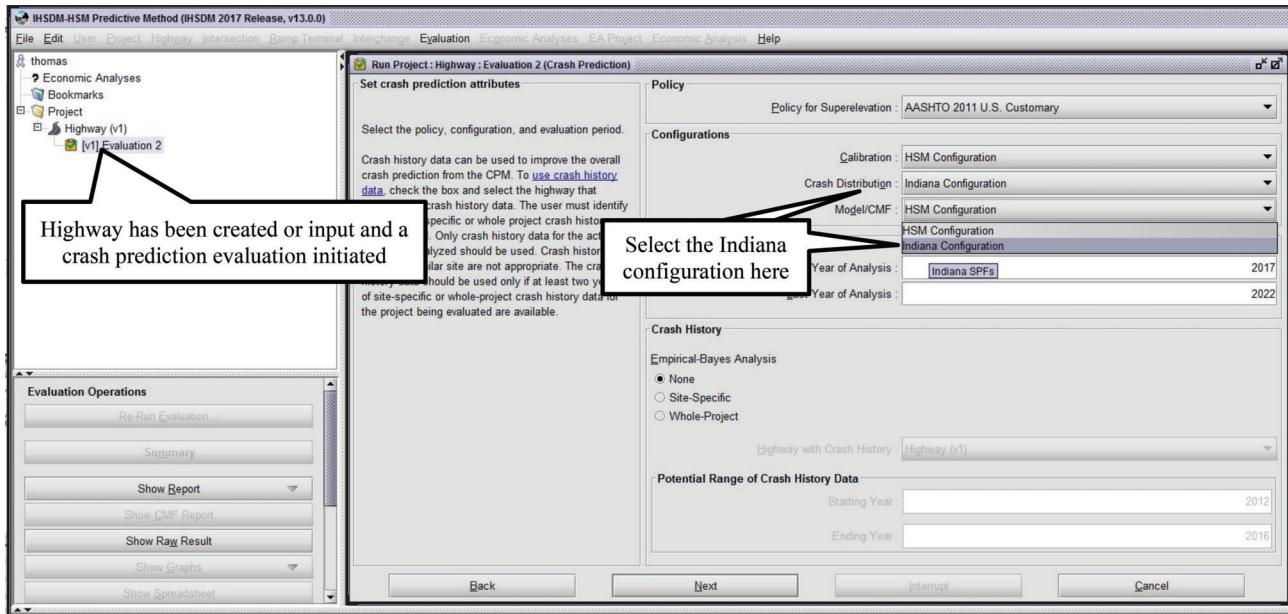 IHSDM-HSM Predictive Method (IHSDM 2017 Release, v13.0.0)
File Edit User Project Highway Intersection Ramp Terminal Interchange Evaluation Economic Analyses EA Project Economic Analysis Help
thomas
Economic Analyses
Bookmarks
Project
Highway (v1)
[v1] Evaluation 2
Highway has been created or input and a
crash prediction evaluation initiated
Evaluation Operations
Re-Run Evaluation...
Summary
Show Report
Show CMF Report
Show Raw Result
Show Graphs
Show Spreadsheet
Run Project : Highway : Evaluation 2 (Crash Prediction)
Set crash prediction attributes
Select the policy, configuration, and evaluation period.
Crash history data can be used to improve the overall
crash prediction from the CPM. To use crash history
data, check the box and select the highway that
crash history data. The user must identify
specific or whole project crash
Only crash history data for the
should be used. Crash
site are not appropriate. The
should be used only if at least two
of site-specific or whole-project crash history data for
the project being evaluated are available.
Policy
Policy for Superelevation : AASHTO 2011 U.S. Customary
Configurations
Calibration : HSM Configuration
Crash Distribution : Indiana Configuration
Model/CMF : HSM Configuration
HSM Configuration
Indiana Configuration
Indiana SPFs
Select the Indiana
configuration here
Year of Analysis : 2017
Year of Analysis : 2022
Crash History
Empirical-Bayes Analysis
None
Site-Specific
Whole-Project
Highway with Crash History : Highway (v1)
Potential Range of Crash History Data
Starting Year : 2012
Ending Year : 2016
Back Next Interrupt Cancel